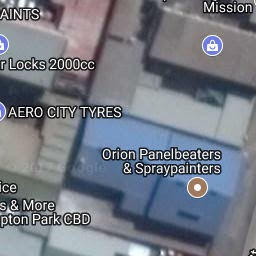 AINTS
Mission
r Locks 2000cc
AERO CITY TYRES
Orion Panelbeaters
& Spraypainters
ice
s & More
pton Park CBD